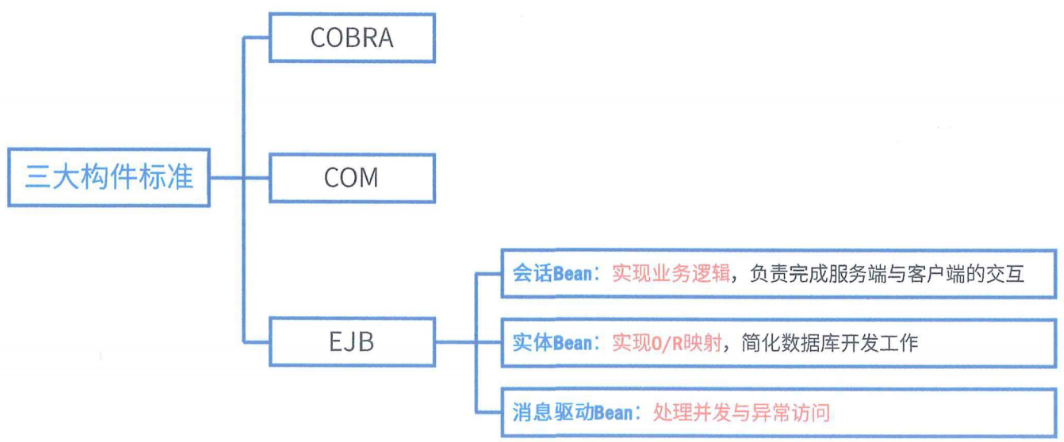 COBRA
三大构件标准
COM
EJB
会话Bean：实现业务逻辑，负责完成服务端与客户端的交互
实体Bean：实现O/R映射，简化数据库开发工作
消息驱动Bean：处理并发与异常访问